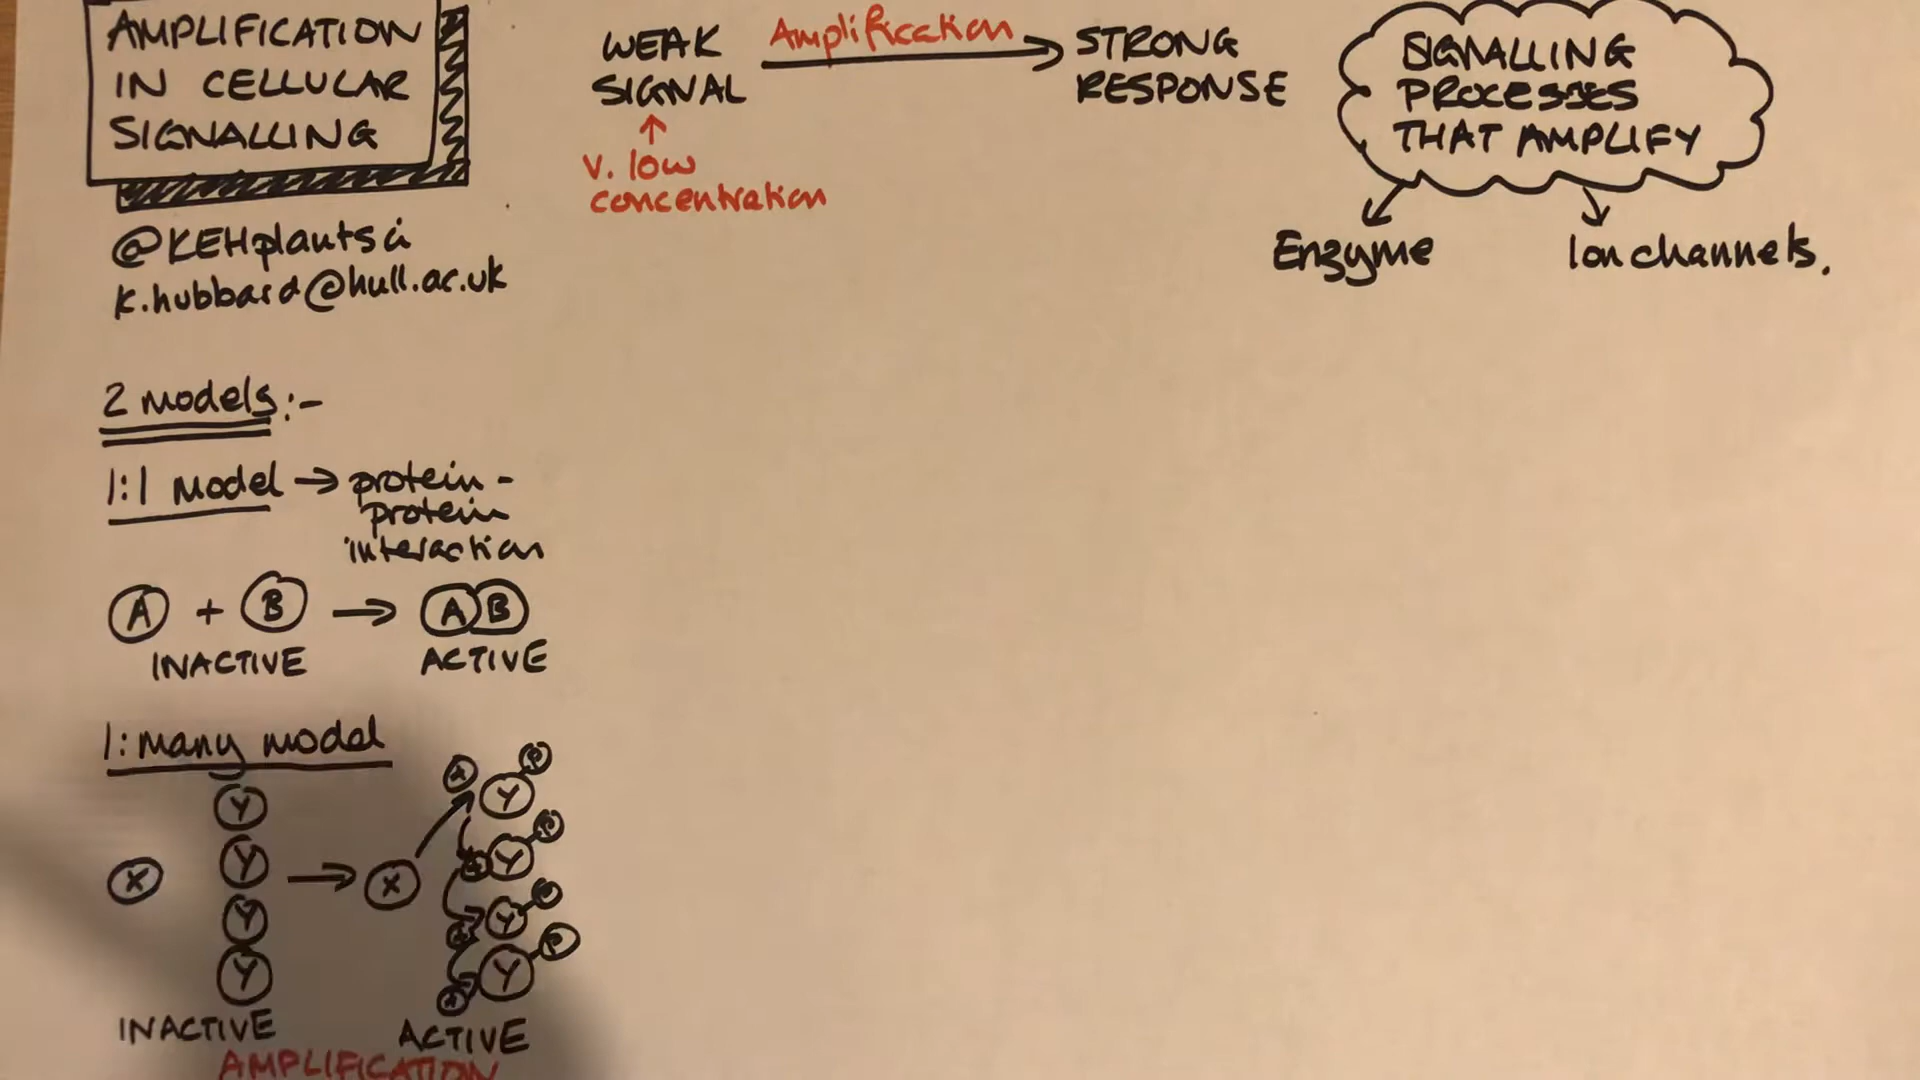 AMPLIFICATION
IN CELLULAR
SIGNALLING
@KEHplantsci
k.hubbard@hull.ac.uk
WEAK
SIGNAL
Amplification
STRONG
RESPONSE
V. low
concentration
SIGNALLING
PROCESSES
THAT AMPLIFY
Enzyme
Ion channels.
2 models:-
1:1 model → protein-
protein
interaction
A + B → AB
INACTIVE ACTIVE
1:many model
X
Y
Y
Y
Y
X
X
Y P
X Y P
X Y P
X Y P
INACTIVE ACTIVE
AMPLIFICATION